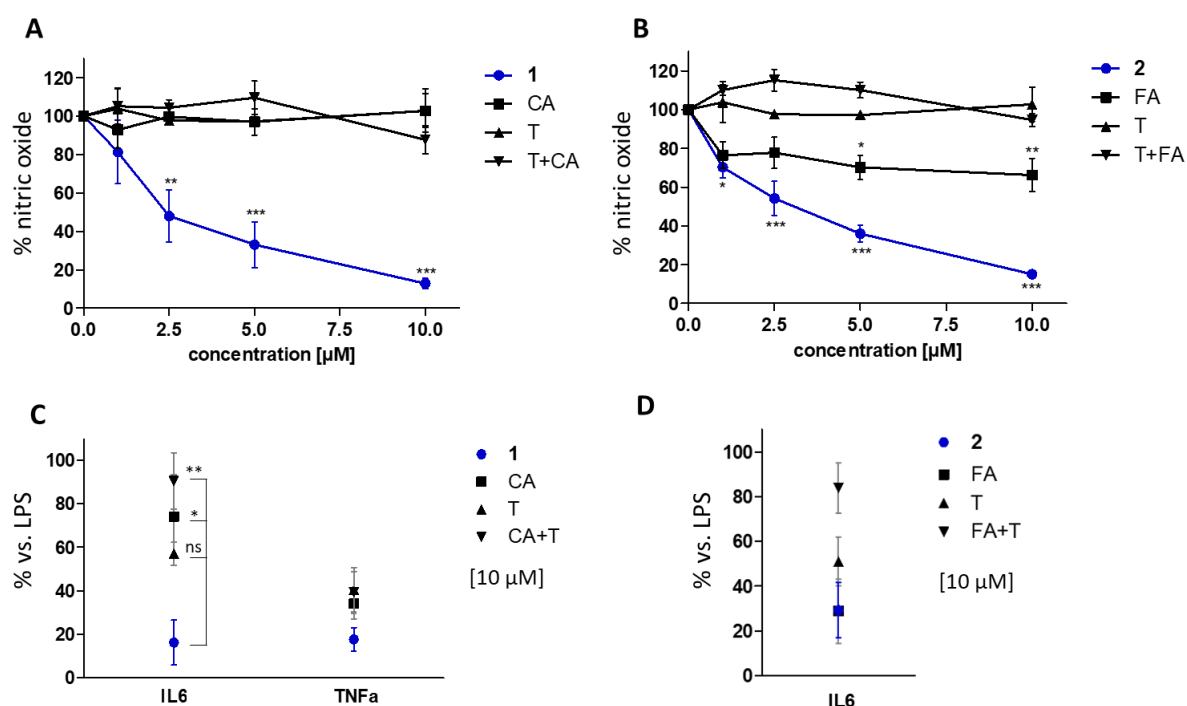 A
% nitric oxide
120
100
80
60
40
20
0
0.0 2.5 5.0 7.5 10.0
concentration [µM]
** *** ***
1
CA
T
T+CA
B
% nitric oxide
120
100
80
60
40
20
0
0.0 2.5 5.0 7.5 10.0
concentration [µM]
* **
* *** *** ***
2
FA
T
T+FA
C
% vs. LPS
100
80
60
40
20
0
IL6 TNFa
**
*
ns
1
CA
T
CA+T
[10 µM]
D
% vs. LPS
100
80
60
40
20
0
IL6
2
FA
T
FA+T
[10 µM]